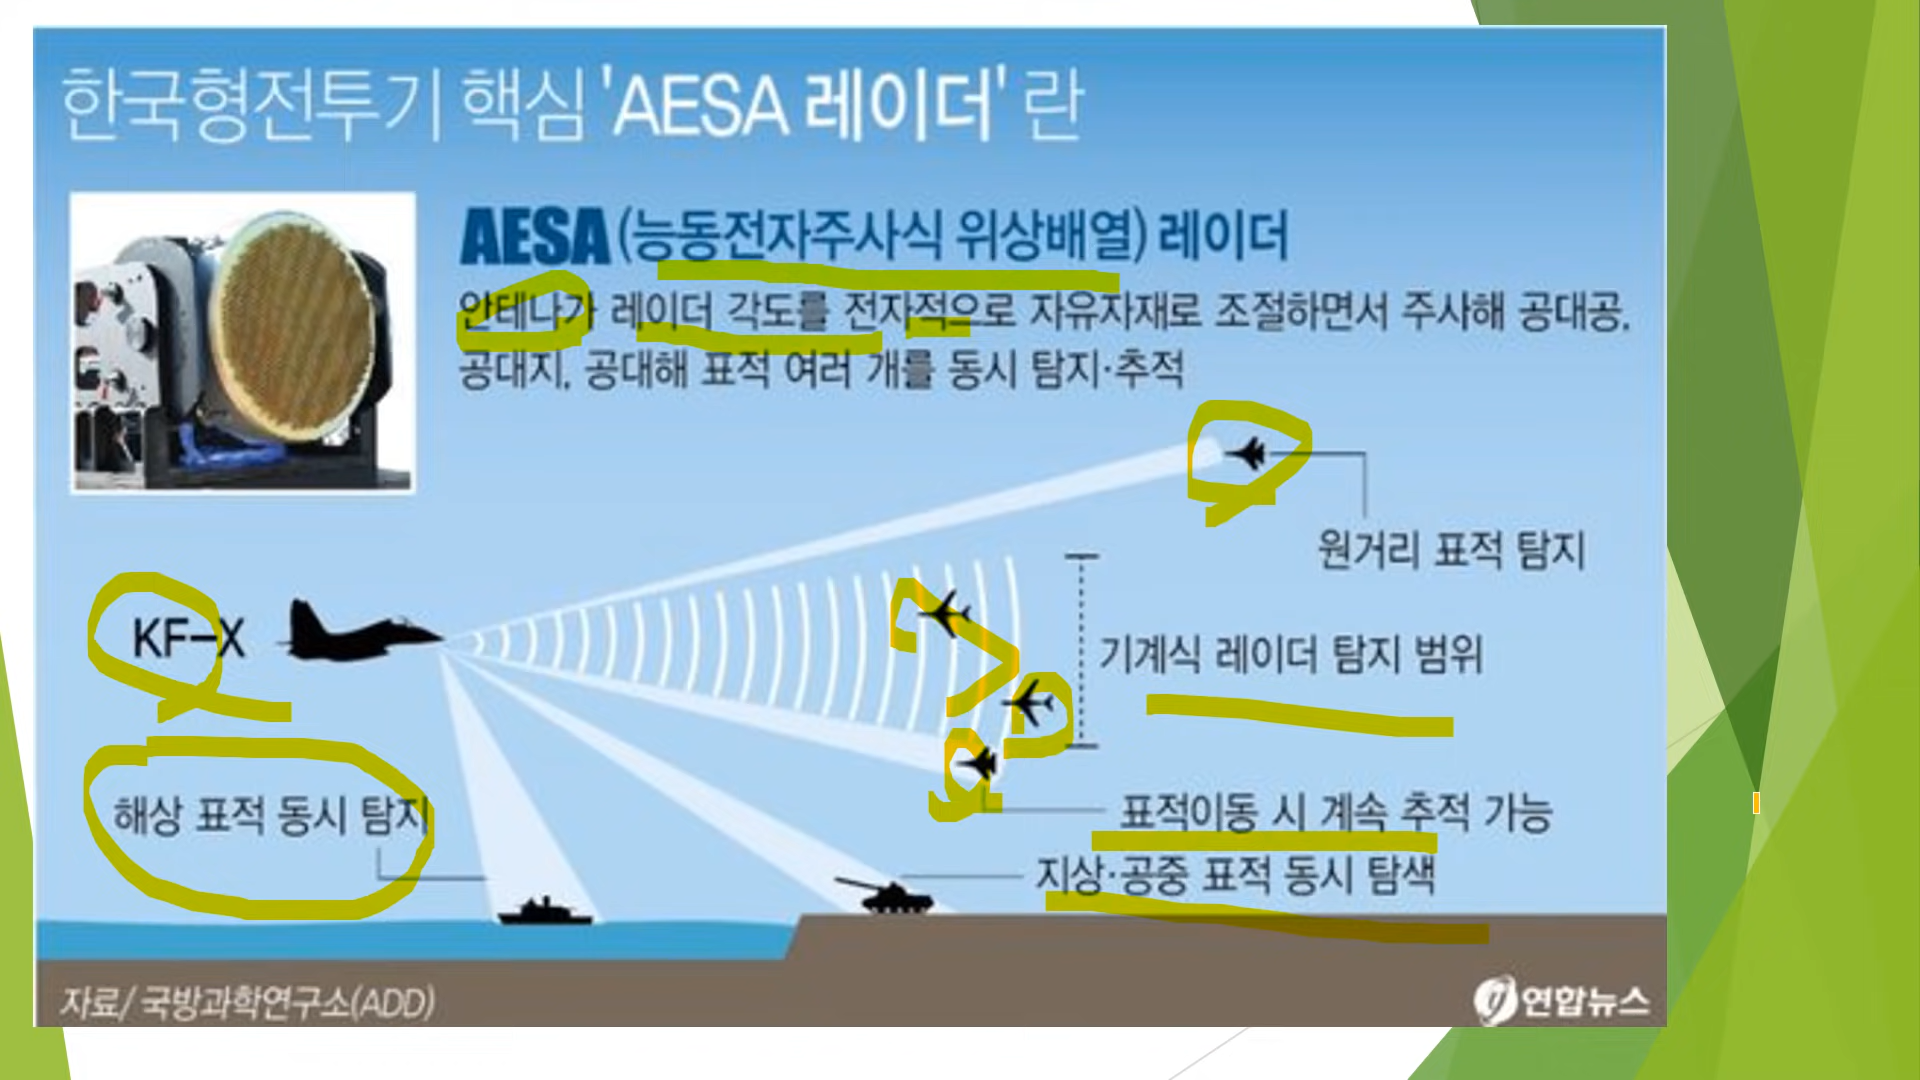 한국형전투기 핵심 'AESA 레이더' 란
AESA (능동전자주사식 위상배열) 레이더
안테나가 레이더 각도를 전자적으로 자유자재로 조절하면서 주사해 공대공,
공대지, 공대해 표적 여러 개를 동시 탐지·추적
원거리 표적 탐지
KF-X
기계식 레이더 탐지 범위
해상 표적 동시 탐지
표적이동 시 계속 추적 가능
지상·공중 표적 동시 탐색
자료/ 국방과학연구소(ADD)
연합뉴스